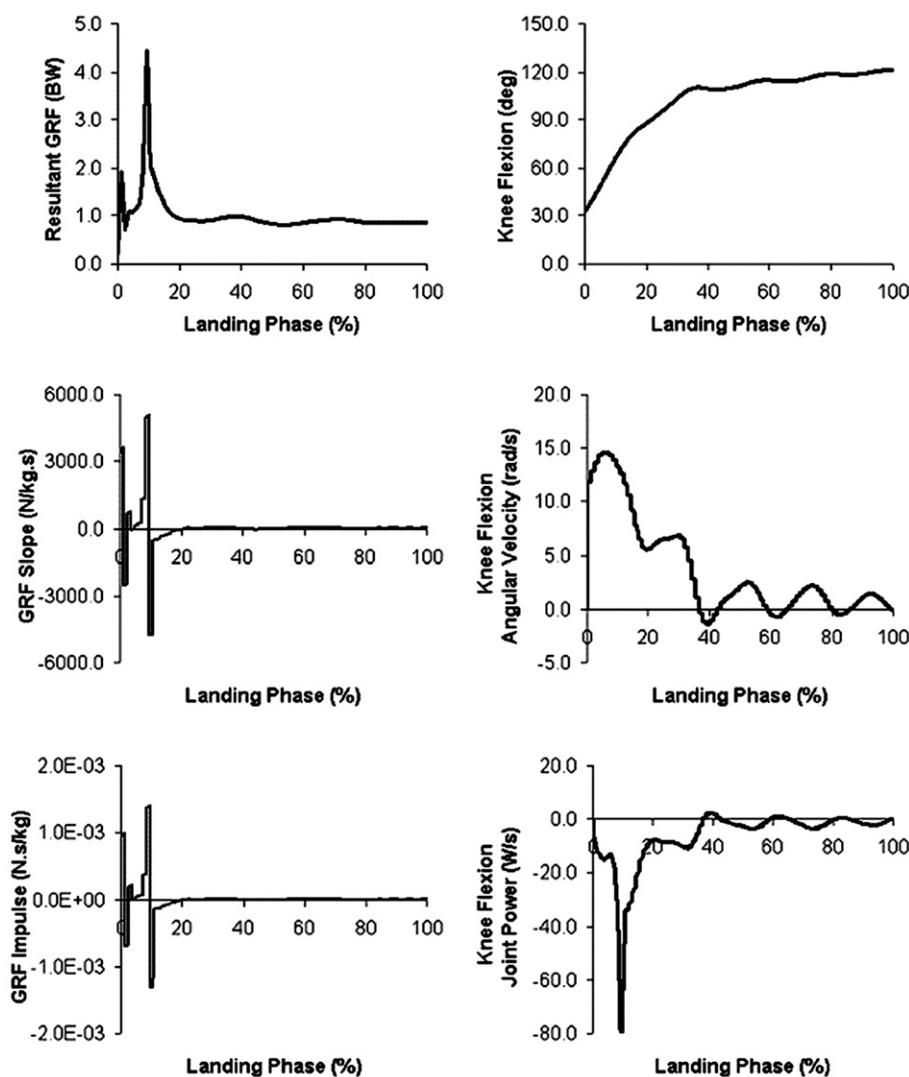 Resultant GRF (BW)
5.0
4.0
3.0
2.0
1.0
0.0
0 20 40 60 80 100
Landing Phase (%)
Knee Flexion (deg)
150.0
120.0
90.0
60.0
30.0
0.0
0 20 40 60 80 100
Landing Phase (%)
GRF Slope (N/kg.s)
6000.0
3000.0
0.0
-3000.0
-6000.0
0 20 40 60 80 100
Landing Phase (%)
Knee Flexion
Angular Velocity (rad/s)
20.0
15.0
10.0
5.0
0.0
-5.0
0 20 40 60 80 100
Landing Phase (%)
GRF Impulse (N.s/kg)
2.0E-03
1.0E-03
0.0E+00
-1.0E-03
-2.0E-03
0 20 40 60 80 100
Landing Phase (%)
Knee Flexion
Joint Power (W/s)
20.0
0.0
-20.0
-40.0
-60.0
-80.0
0 20 40 60 80 100
Landing Phase (%)